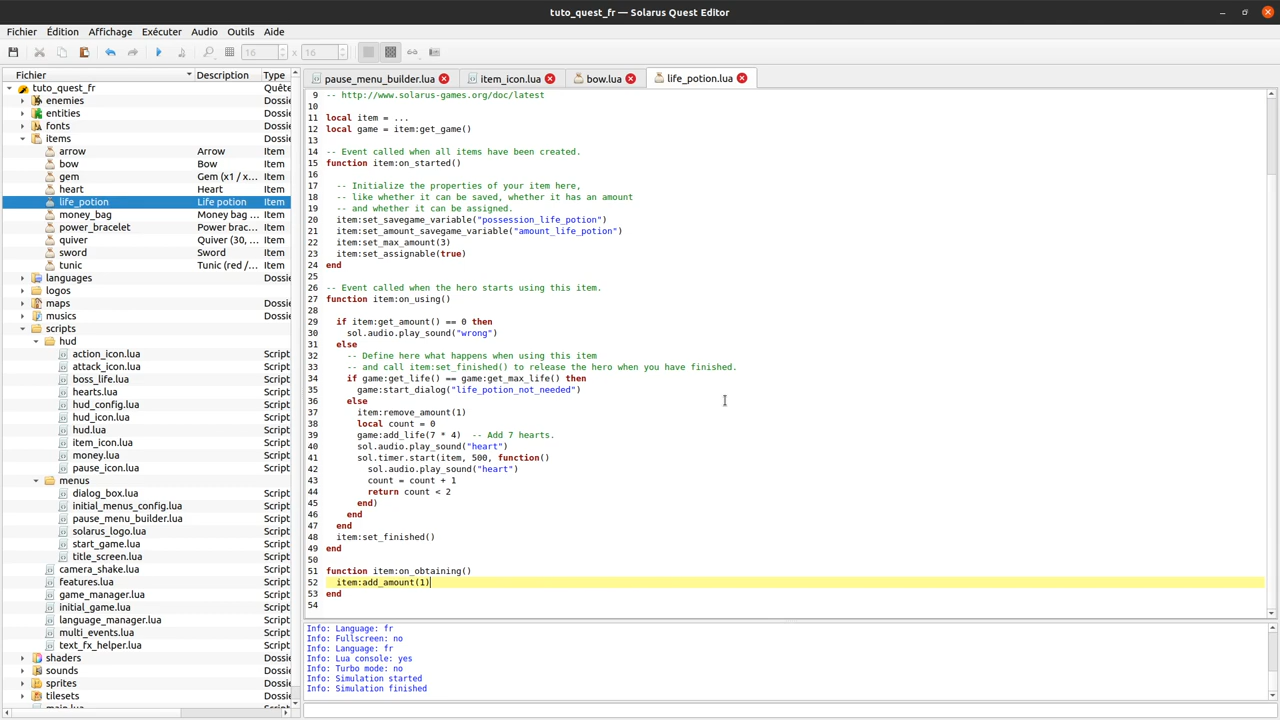 tuto_quest_fr — Solarus Quest Editor
Fichier Édition Affichage Exécuter Audio Outils Aide
16 x 16
Fichier Description Type
tuto_quest_fr Quête
enemies Dossie
entities Dossie
fonts Dossie
items Dossie
arrow Arrow Item
bow Bow Item
gem Gem (x1 / x... Item
heart Heart Item
life_potion Life potion Item
money_bag Money bag ... Item
power_bracelet Power brac... Item
quiver Quiver (30, ... Item
sword Sword Item
tunic Tunic (red /... Item
languages Dossie
logos Dossie
maps Dossie
musics Dossie
scripts Dossie
hud Dossie
action_icon.lua Script
attack_icon.lua Script
boss_life.lua Script
hearts.lua Script
hud_config.lua Script
hud_icon.lua Script
hud.lua Script
item_icon.lua Script
money.lua Script
pause_icon.lua Script
menus Dossie
dialog_box.lua Script
initial_menus_config.lua Script
pause_menu_builder.lua Script
solarus_logo.lua Script
start_game.lua Script
title_screen.lua Script
camera_shake.lua Script
features.lua Script
game_manager.lua Script
initial_game.lua Script
language_manager.lua Script
multi_events.lua Script
text_fx_helper.lua Script
shaders Dossie
sounds Dossie
sprites Dossie
tilesets Dossie
main.lua Script
pause_menu_builder.lua item_icon.lua bow.lua life_potion.lua
9 -- http://www.solarus-games.org/doc/latest
10
11 local item = ...
12 local game = item:get_game()
13
14 -- Event called when all items have been created.
15 function item:on_started()
16
17 -- Initialize the properties of your item here,
18 -- like whether it can be saved, whether it has an amount
19 -- and whether it can be assigned.
20 item:set_savegame_variable("possession_life_potion")
21 item:set_amount_savegame_variable("amount_life_potion")
22 item:set_max_amount(3)
23 item:set_assignable(true)
24 end
25
26 -- Event called when the hero starts using this item.
27 function item:on_using()
28
29 if item:get_amount() == 0 then
30 sol.audio.play_sound("wrong")
31 else
32 -- Define here what happens when using this item
33 -- and call item:set_finished() to release the hero when you have finished.
34 if game:get_life() == game:get_max_life() then
35 game:start_dialog("life_potion_not_needed")
36 else
37 item:remove_amount(1)
38 local count = 0
39 game:add_life(7 * 4) -- Add 7 hearts.
40 sol.audio.play_sound("heart")
41 sol.timer.start(item, 500, function()
42 sol.audio.play_sound("heart")
43 count = count + 1
44 return count < 2
45 end)
46 end
47 end
48 item:set_finished()
49 end
50
51 function item:on_obtaining()
52 item:add_amount(1)
53 end
54
Info: Language: fr
Info: Fullscreen: no
Info: Language: fr
Info: Lua console: yes
Info: Turbo mode: no
Info: Simulation started
Info: Simulation finished